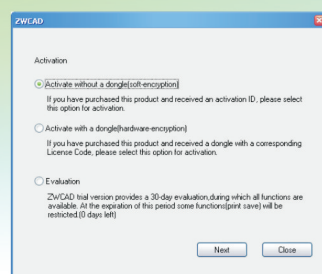 ZWCAD
Activation
Activate without a dongle(soft-encryption)
If you have purchased this product and received an activation ID, please select
this option for activation.
Activate with a dongle(hardware-encryption)
If you have purchased this product and received a dongle with a corresponding
License Code, please select this option for activation.
Evaluation
ZWCAD trial version provides a 30-day evaluation,during which all functions are
available. At the expiration of this period some functions(print save) will be
restricted.(0 days left)
Next
Close